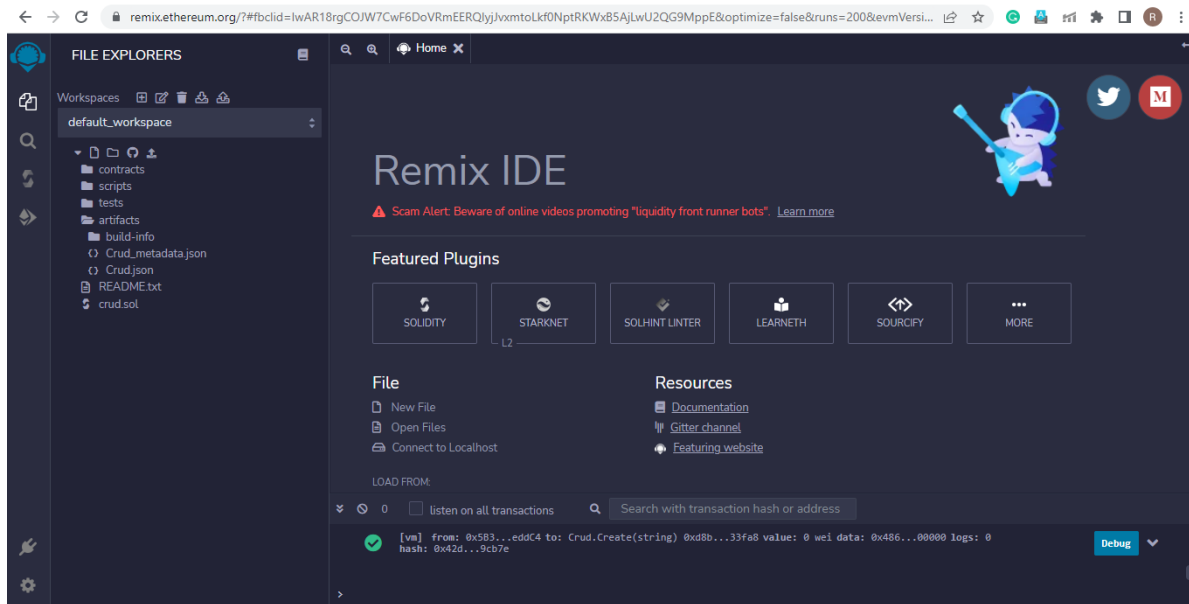 remix.ethereum.org/?#fbclid=IwAR18rgCOJW7CwF6DoVRmEERQIyjJvxmtoLkf0NptRKWxB5AjLwU2QG9MppE&optimize=false&runs=200&evmVersi...
R
FILE EXPLORERS
Home
Workspaces
default_workspace
contracts
scripts
tests
artifacts
build-info
Crud_metadata.json
Crud.json
README.txt
crud.sol
M
Remix IDE
Scam Alert: Beware of online videos promoting "liquidity front runner bots". Learn more
Featured Plugins
SOLIDITY
STARKNET
L2
SOLHINT LINTER
LEARNETH
SOURCIFY
MORE
File
New File
Open Files
Connect to Localhost
LOAD FROM:
Resources
Documentation
Gitter channel
Featuring website
0
listen on all transactions
Search with transaction hash or address
[vm] from: 0x5B3...eddC4 to: Crud.Create(string) 0xd8b...33fa8 value: 0 wei data: 0x486...00000 logs: 0
hash: 0x42d...9cb7e
Debug
>